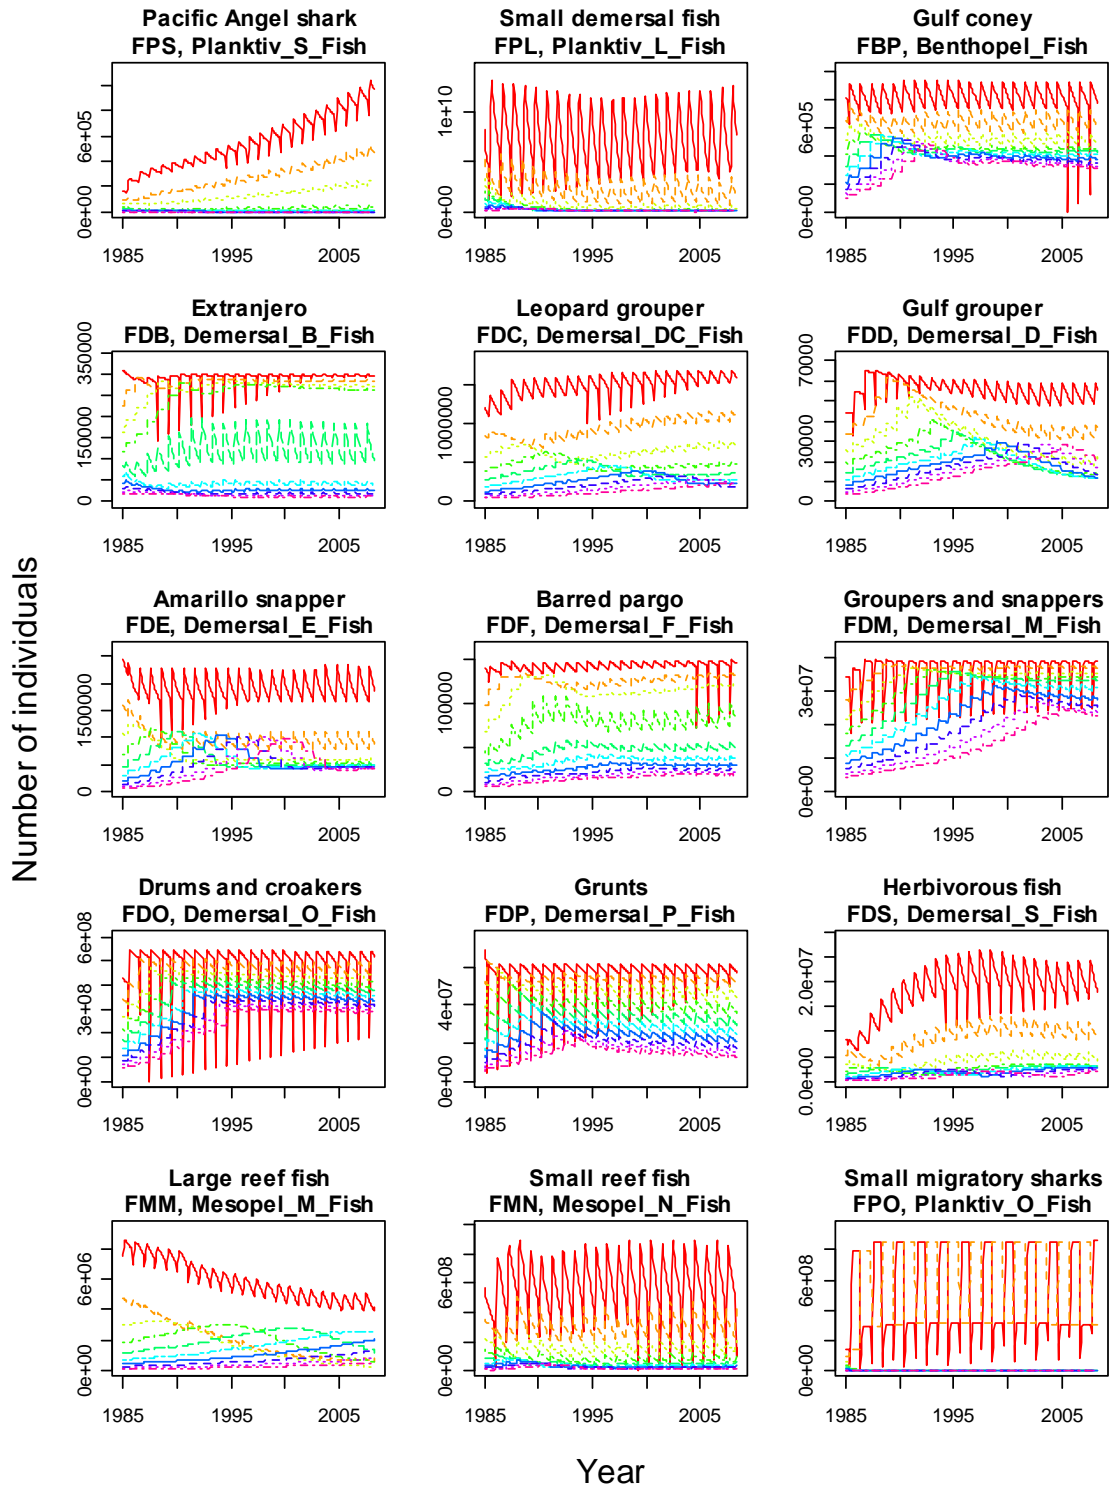 Pacific Angel shark
FPS, Planktiv_S_Fish
Small demersal fish
FPL, Planktiv_L_Fish
Gulf coney
FBP, Benthopel_Fish
0e+00 6e+05
0e+00 1e+10
0e+00 6e+05
1985 1995 2005
1985 1995 2005
1985 1995 2005
Extranjero
FDB, Demersal_B_Fish
Leopard grouper
FDC, Demersal_DC_Fish
Gulf grouper
FDD, Demersal_D_Fish
0 150000 350000
0 100000
0 30000 70000
1985 1995 2005
1985 1995 2005
1985 1995 2005
Amarillo snapper
FDE, Demersal_E_Fish
Barred pargo
FDF, Demersal_F_Fish
Groupers and snappers
FDM, Demersal_M_Fish
0 1500000
0 100000
0e+00 3e+07
1985 1995 2005
1985 1995 2005
1985 1995 2005
Drums and croakers
FDO, Demersal_O_Fish
Grunts
FDP, Demersal_P_Fish
Herbivorous fish
FDS, Demersal_S_Fish
0e+00 3e+08 6e+08
0e+00 4e+07
0.0e+00 2.0e+07
1985 1995 2005
1985 1995 2005
1985 1995 2005
Large reef fish
FMM, Mesopel_M_Fish
Small reef fish
FMN, Mesopel_N_Fish
Small migratory sharks
FPO, Planktiv_O_Fish
0e+00 6e+06
0e+00 6e+08
0e+00 6e+08
1985 1995 2005
1985 1995 2005
1985 1995 2005
Number of individuals
Year